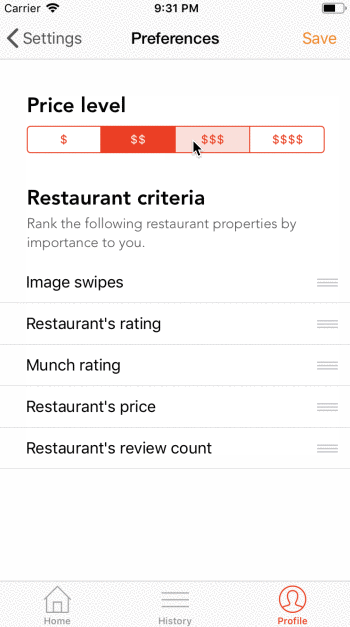 Carrier 9:31 PM
Settings Preferences Save
Price level
$ $$ $$$ $$$$
Restaurant criteria
Rank the following restaurant properties by
importance to you.
Image swipes
Restaurant's rating
Munch rating
Restaurant's price
Restaurant's review count
Home History Profile